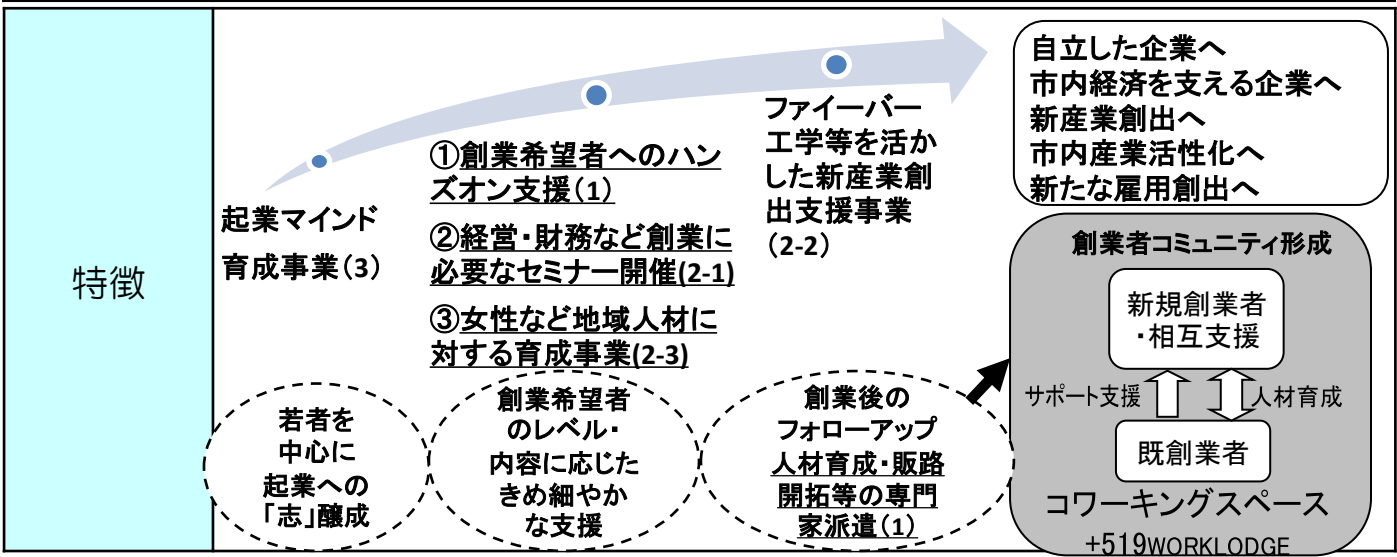 特徴
起業マインド
育成事業(3)
①創業希望者へのハン
ズオン支援(1)
②経営・財務など創業に
必要なセミナー開催(2-1)
③女性など地域人材に
対する育成事業(2-3)
ファイーバー
工学等を活か
した新産業創
出支援事業
(2-2)
自立した企業へ
市内経済を支える企業へ
新産業創出へ
市内産業活性化へ
新たな雇用創出へ
若者を
中心に
起業への
「志」醸成
創業希望者
のレベル・
内容に応じた
きめ細やか
な支援
創業後の
フォローアップ
人材育成・販路
開拓等の専門
家派遣(1)
創業者コミュニティ形成
新規創業者
・相互支援
サポート支援
人材育成
既創業者
コワーキングスペース
+519WORKLODGE